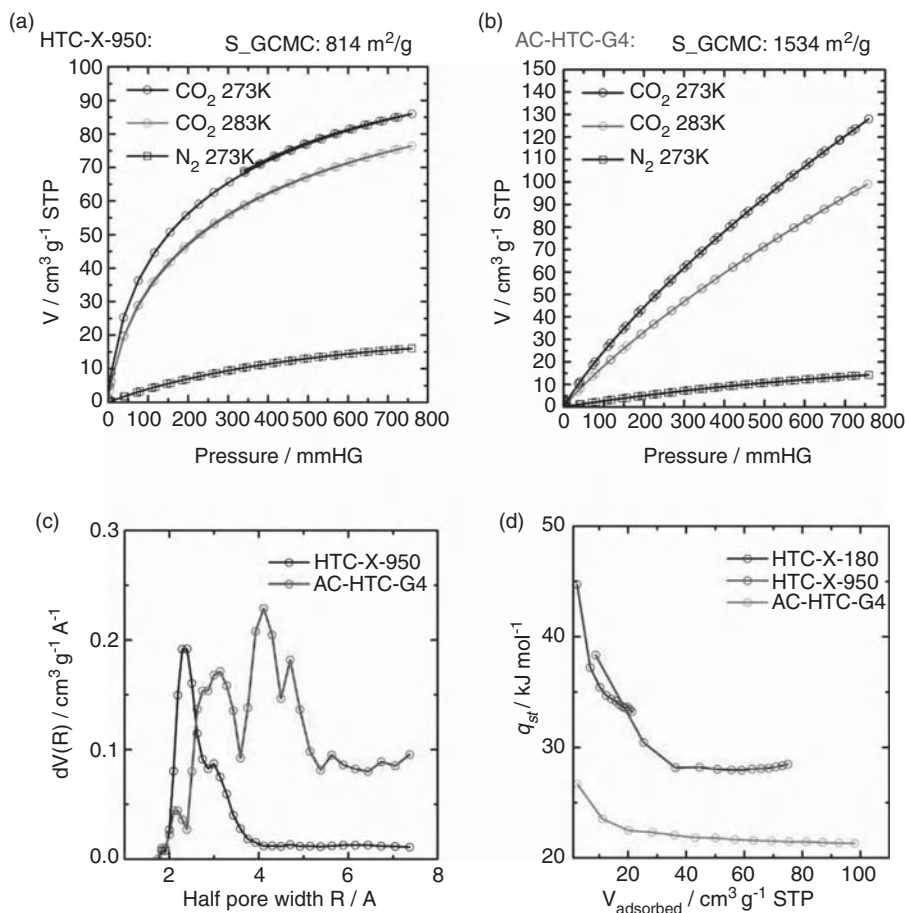 (a)
HTC-X-950: S_GCMC: 814 m²/g
100
90
80
70
60
50
40
30
20
10
0
V / cm³ g⁻¹ STP
CO₂ 273K
CO₂ 283K
N₂ 273K
0 100 200 300 400 500 600 700 800
Pressure / mmHG
(b)
AC-HTC-G4: S_GCMC: 1534 m²/g
150
140
130
120
110
100
90
80
70
60
50
40
30
20
10
0
V / cm³ g⁻¹ STP
CO₂ 273K
CO₂ 283K
N₂ 273K
0 100 200 300 400 500 600 700 800
Pressure / mmHG
(c)
0.3
0.2
0.1
0.0
dV(R) / cm³ g⁻¹ A⁻¹
HTC-X-950
AC-HTC-G4
2 4 6 8
Half pore width R / A
(d)
50
40
30
20
q_st / kJ mol⁻¹
HTC-X-180
HTC-X-950
AC-HTC-G4
0 20 40 60 80 100
V_adsorbed / cm³ g⁻¹ STP